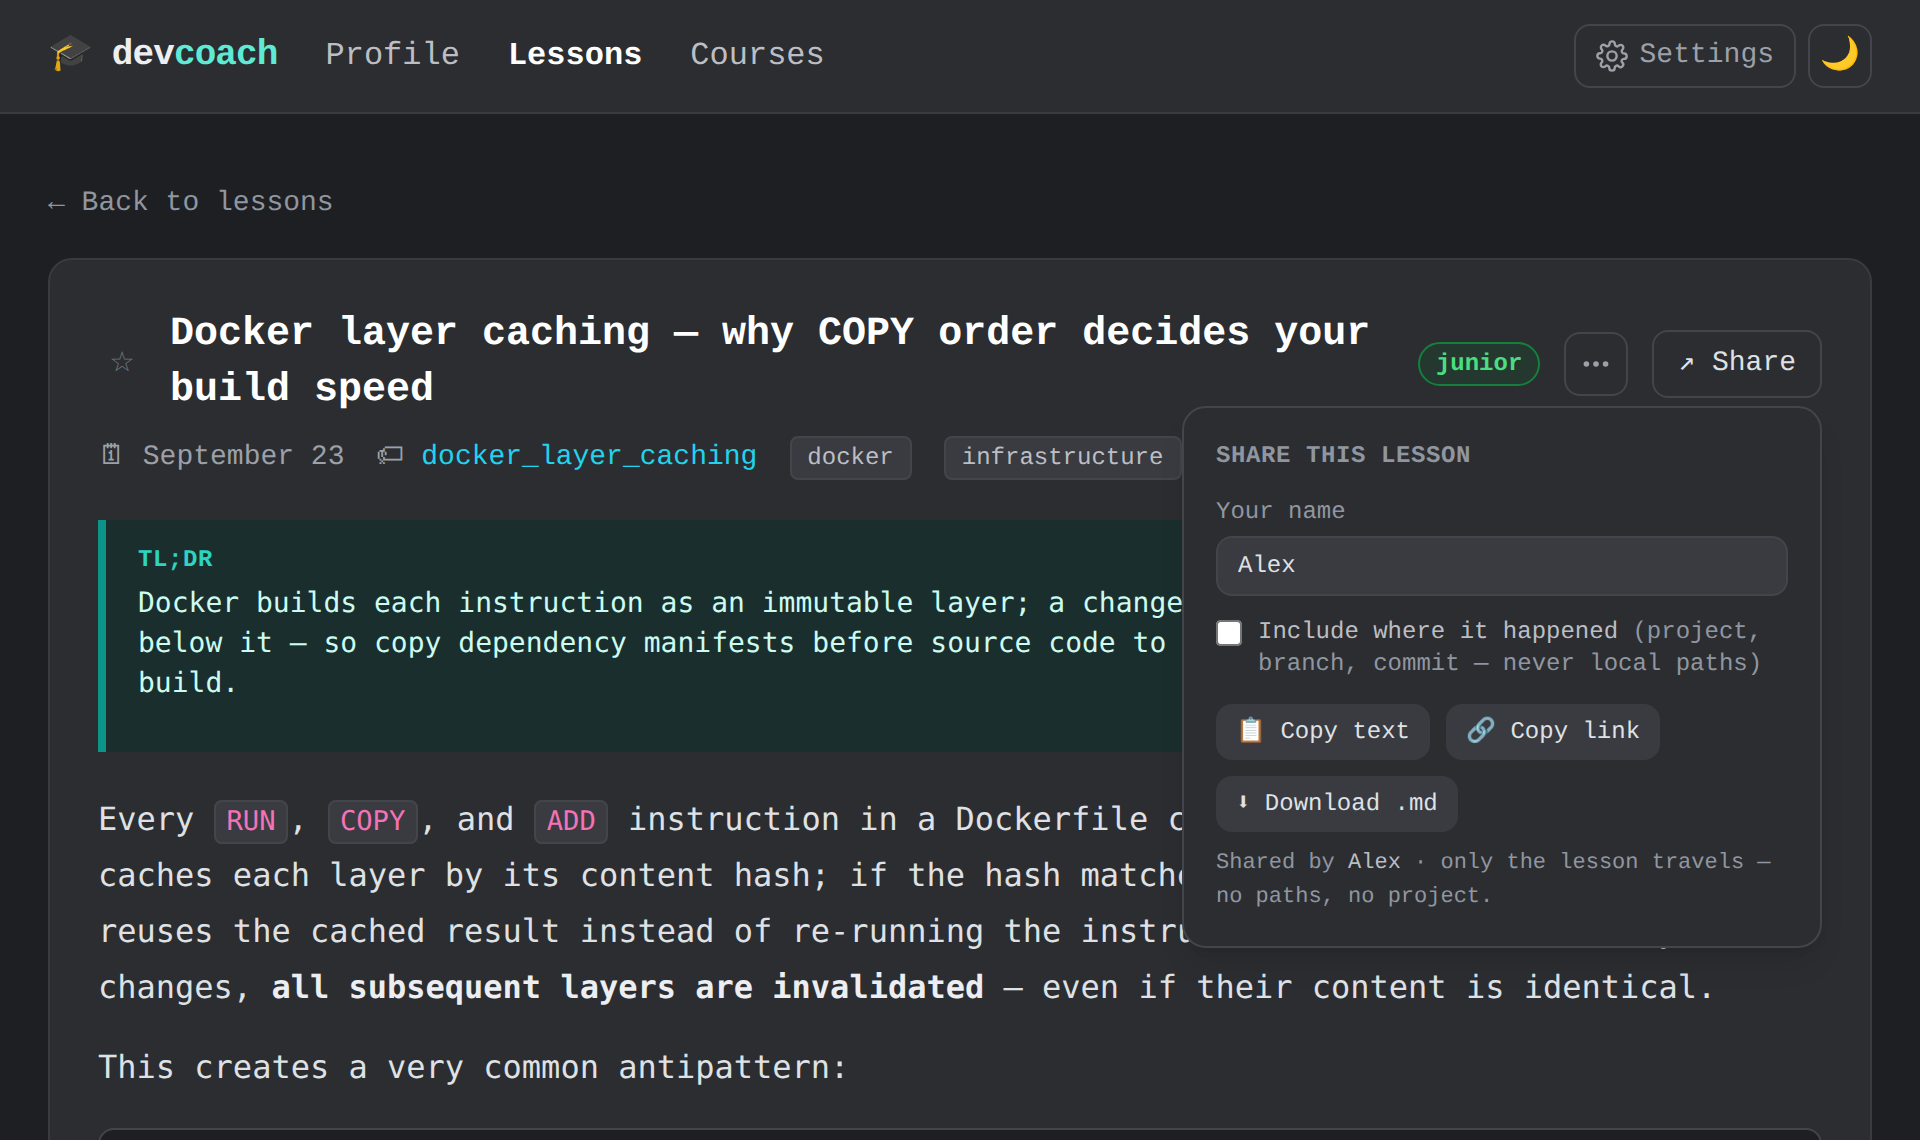 devcoach Profile Lessons Courses Settings
← Back to lessons
☆ Docker layer caching — why COPY order decides your
build speed
junior ••• ↗ Share
September 23 docker_layer_caching docker infrastructure
TL;DR
Docker builds each instruction as an immutable layer; a change
below it — so copy dependency manifests before source code to
build.
Every RUN, COPY, and ADD instruction in a Dockerfile
caches each layer by its content hash; if the hash
reuses the cached result instead of re-running the
changes, all subsequent layers are invalidated — even if their content is identical.
This creates a very common antipattern:
SHARE THIS LESSON
Your name
Alex
Include where it happened (project,
branch, commit — never local paths)
📋 Copy text 🔗 Copy link
⬇ Download .md
Shared by Alex · only the lesson travels —
no paths, no project.